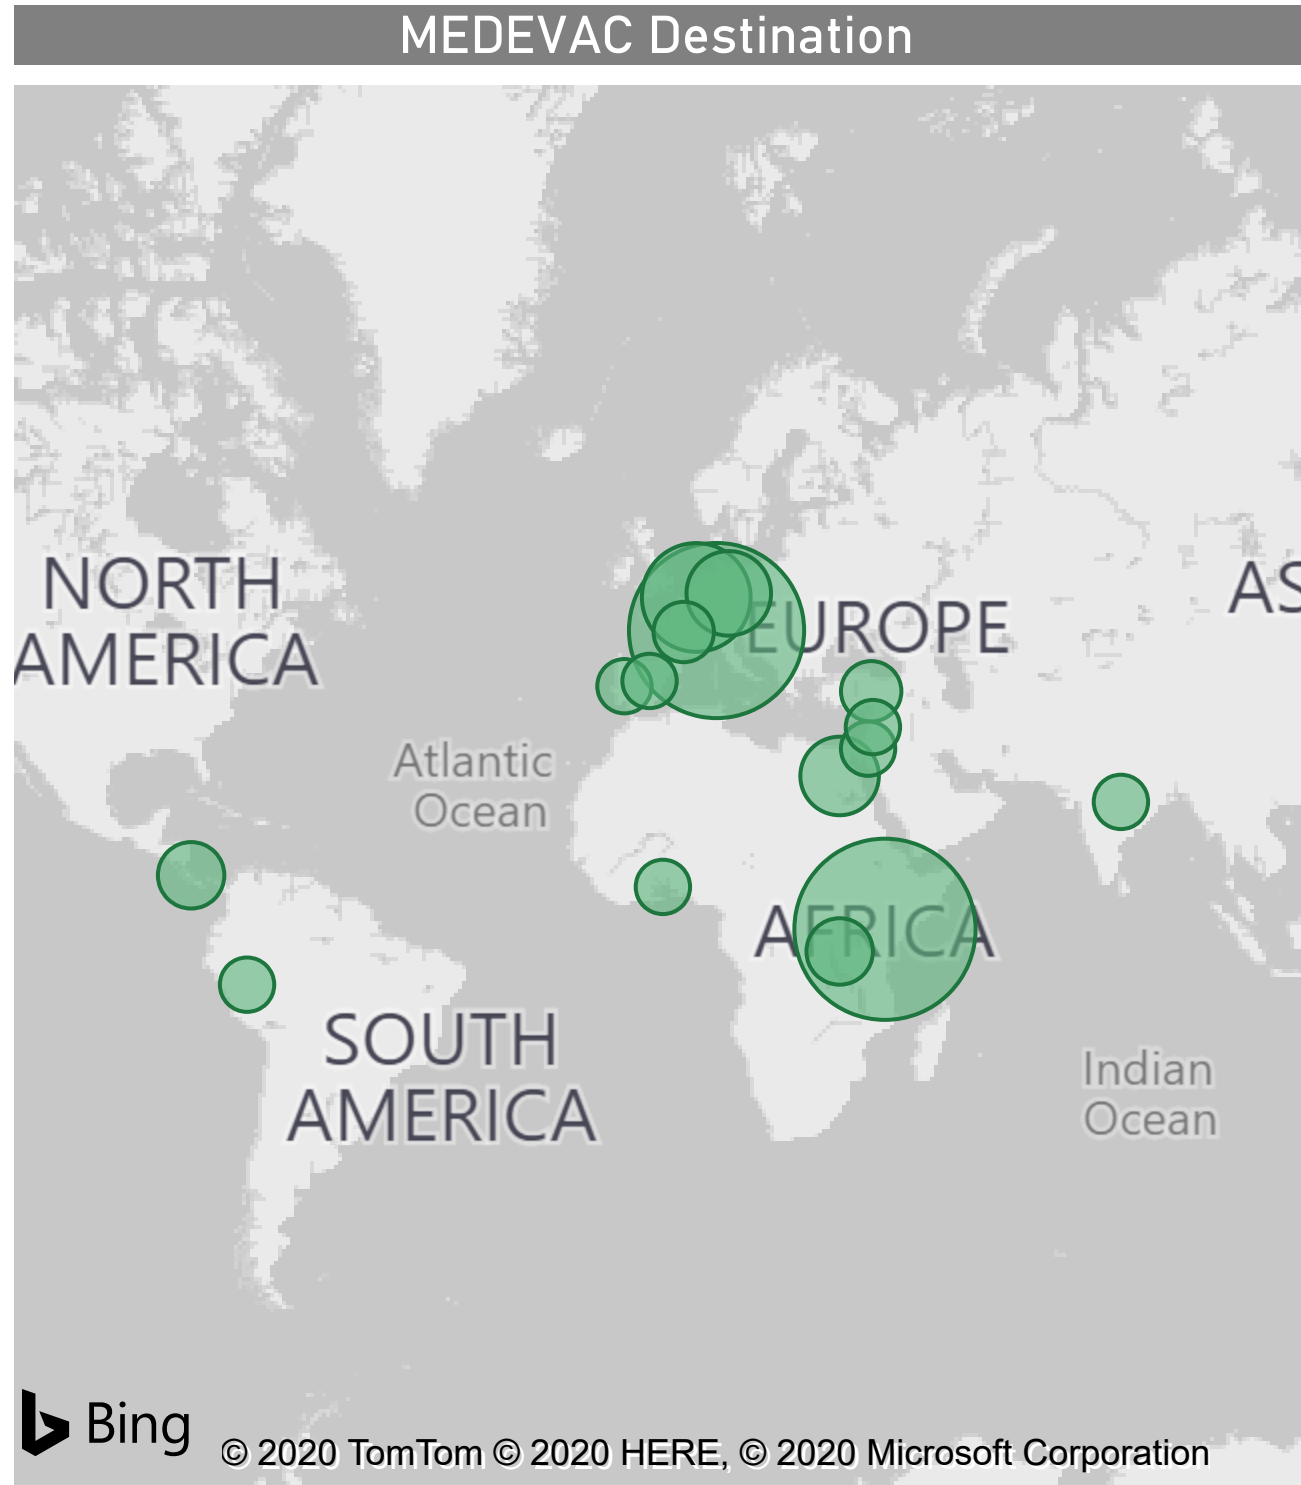 MEDEVAC Destination
NORTH
AMERICA
EUROPE
AS
Atlantic
Ocean
AFRICA
SOUTH
AMERICA
Indian
Ocean
Bing
© 2020 TomTom © 2020 HERE, © 2020 Microsoft Corporation